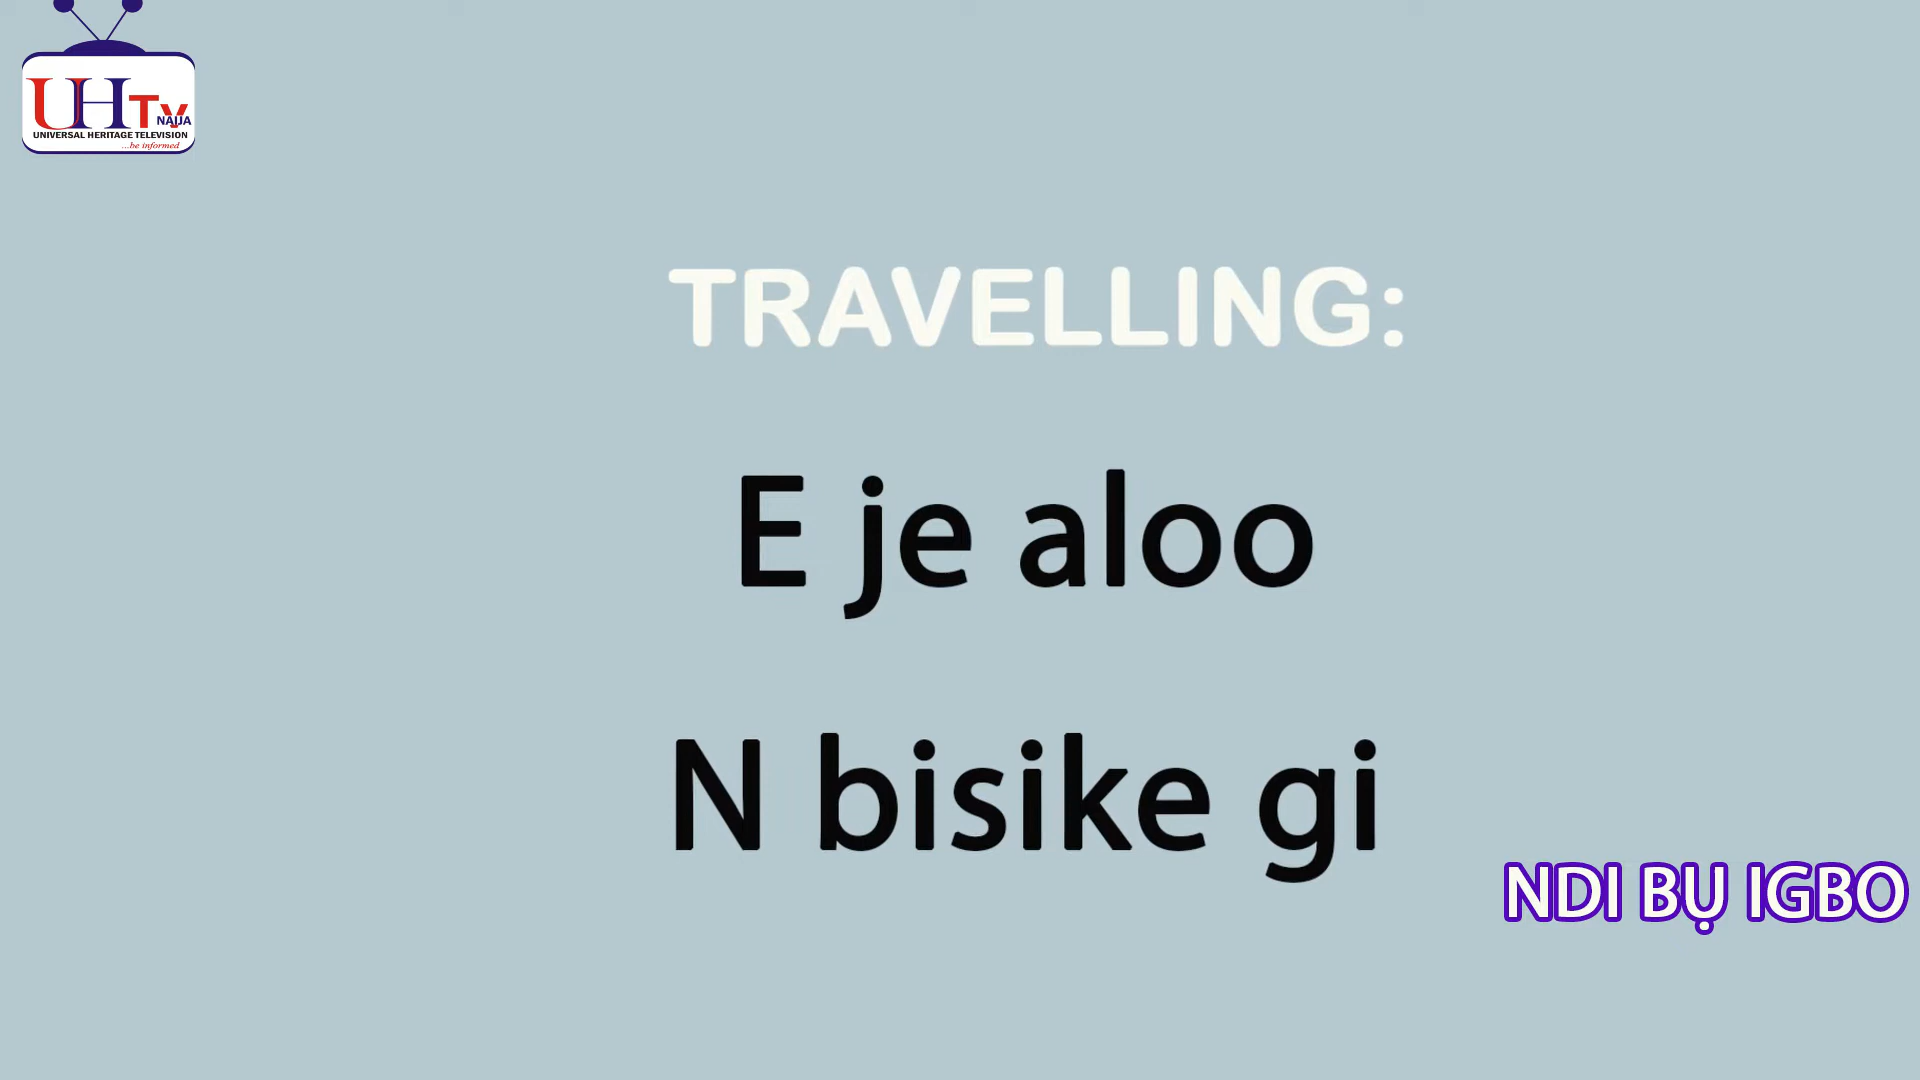 UHTv
NAIJA
UNIVERSAL HERITAGE TELEVISION
...be informed
TRAVELLING:
E je aloo
N bisike gi
NDI BỤ IGBO